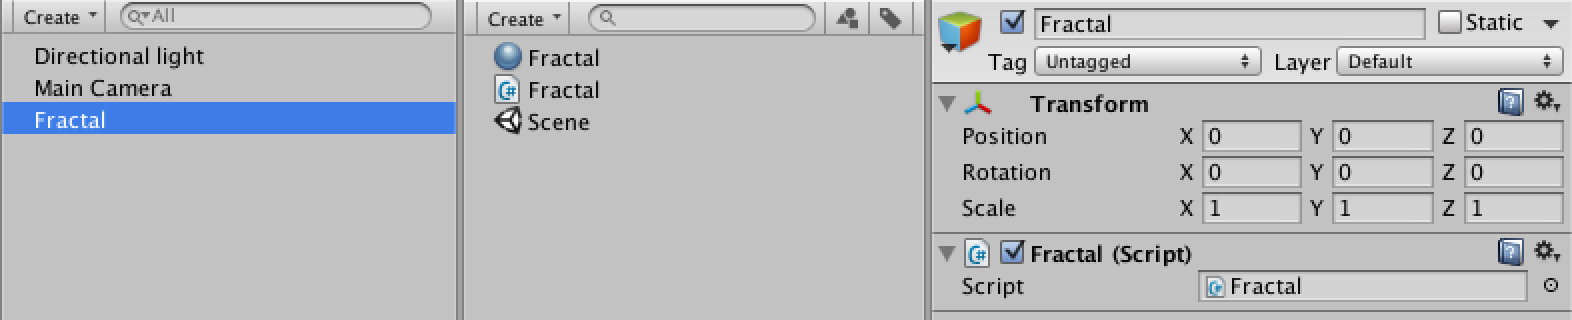 Create
All
Directional light
Main Camera
Fractal
Create
Fractal
C# Fractal
Scene
Fractal
Static
Tag Untagged Layer Default
Transform
Position X 0 Y 0 Z 0
Rotation X 0 Y 0 Z 0
Scale X 1 Y 1 Z 1
C# Fractal (Script)
Script C# Fractal